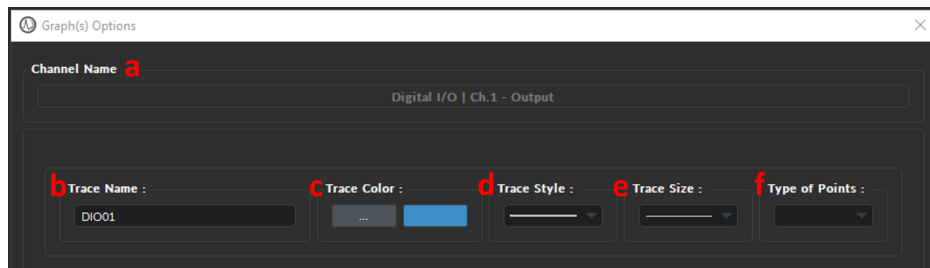 Graph(s) Options
Channel Name a
Digital I/O | Ch.1 - Output
b Trace Name : c Trace Color : d Trace Style : e Trace Size : f Type of Points :
DIO01 ...